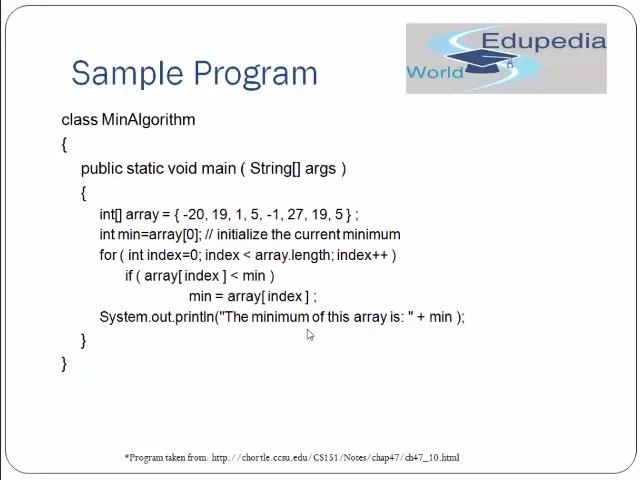 Edupedia
World
Sample Program
class MinAlgorithm
{
public static void main ( String[] args )
{
int[] array = { -20, 19, 1, 5, -1, 27, 19, 5 } ;
int min=array[0]; // initialize the current minimum
for ( int index=0; index < array.length; index++ )
if ( array[ index ] < min )
min = array[ index ] ;
System.out.println("The minimum of this array is: " + min );
}
}
*Program taken from: http://chortle.ccsu.edu/CS151/Notes/chap47/ch47_10.html